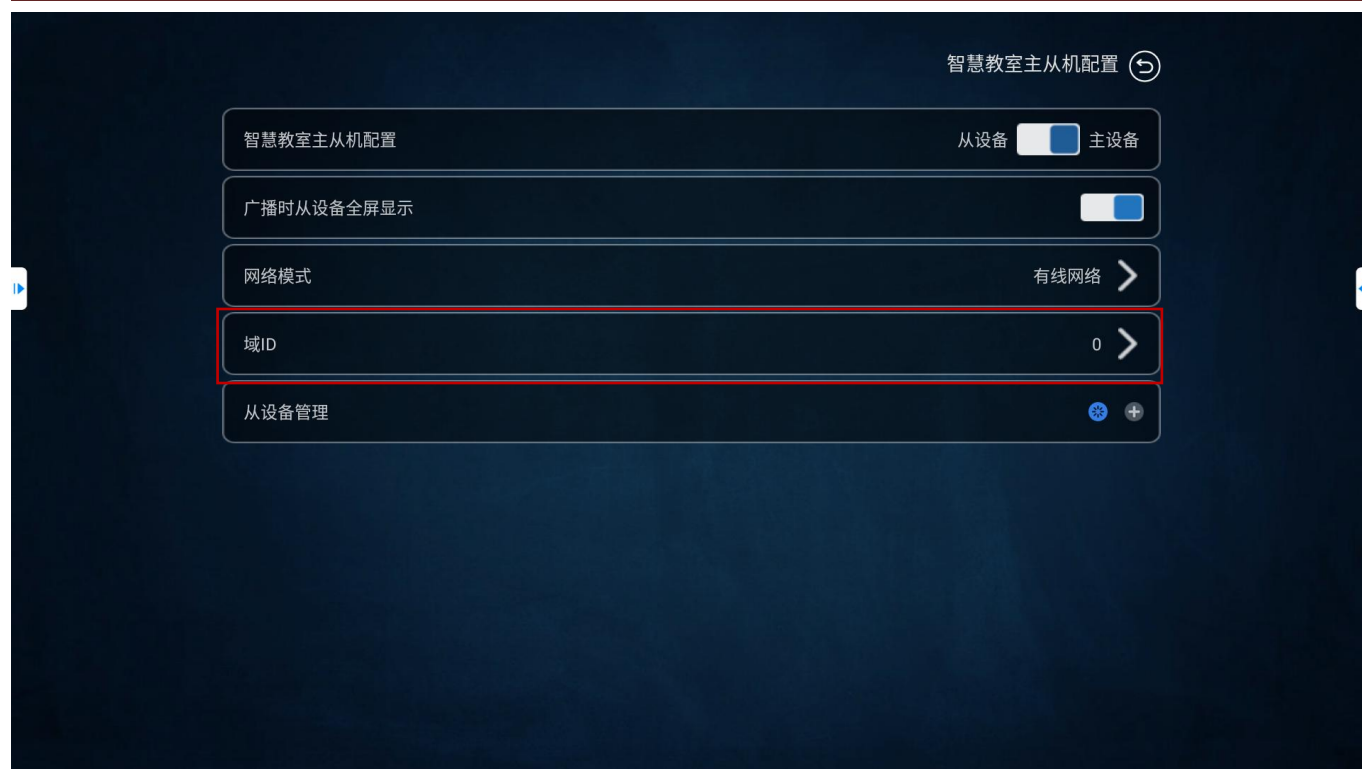 智慧教室主从机配置
智慧教室主从机配置 从设备 主设备
广播时从设备全屏显示
网络模式 有线网络
域ID 0
从设备管理